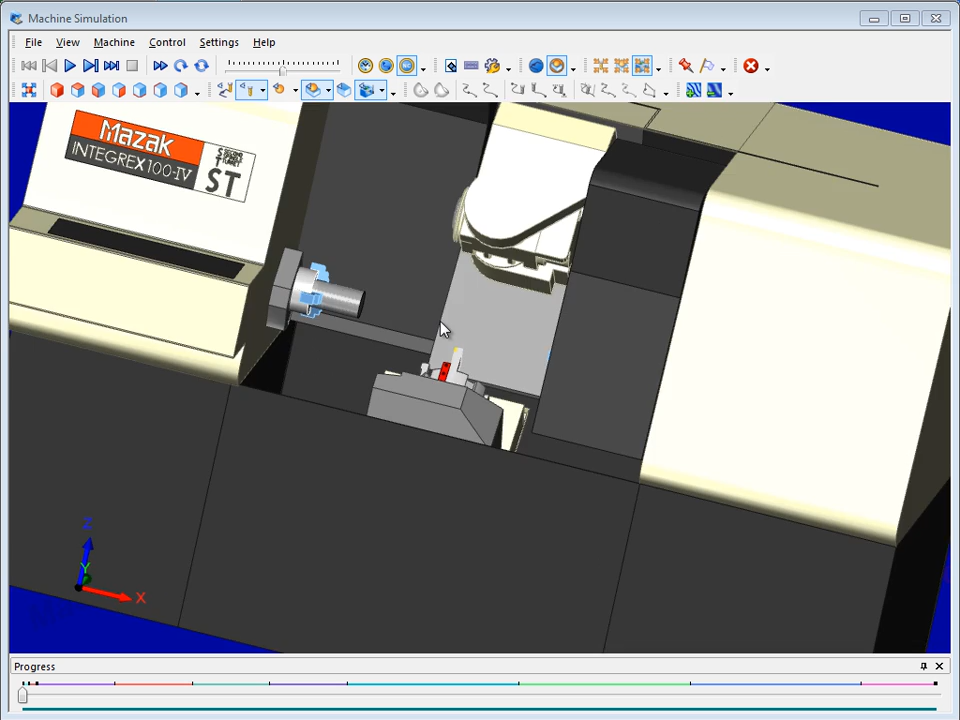 Machine Simulation
File View Machine Control Settings Help
Mazak
INTEGREX100-IV
ST
Z
Y
X
Progress